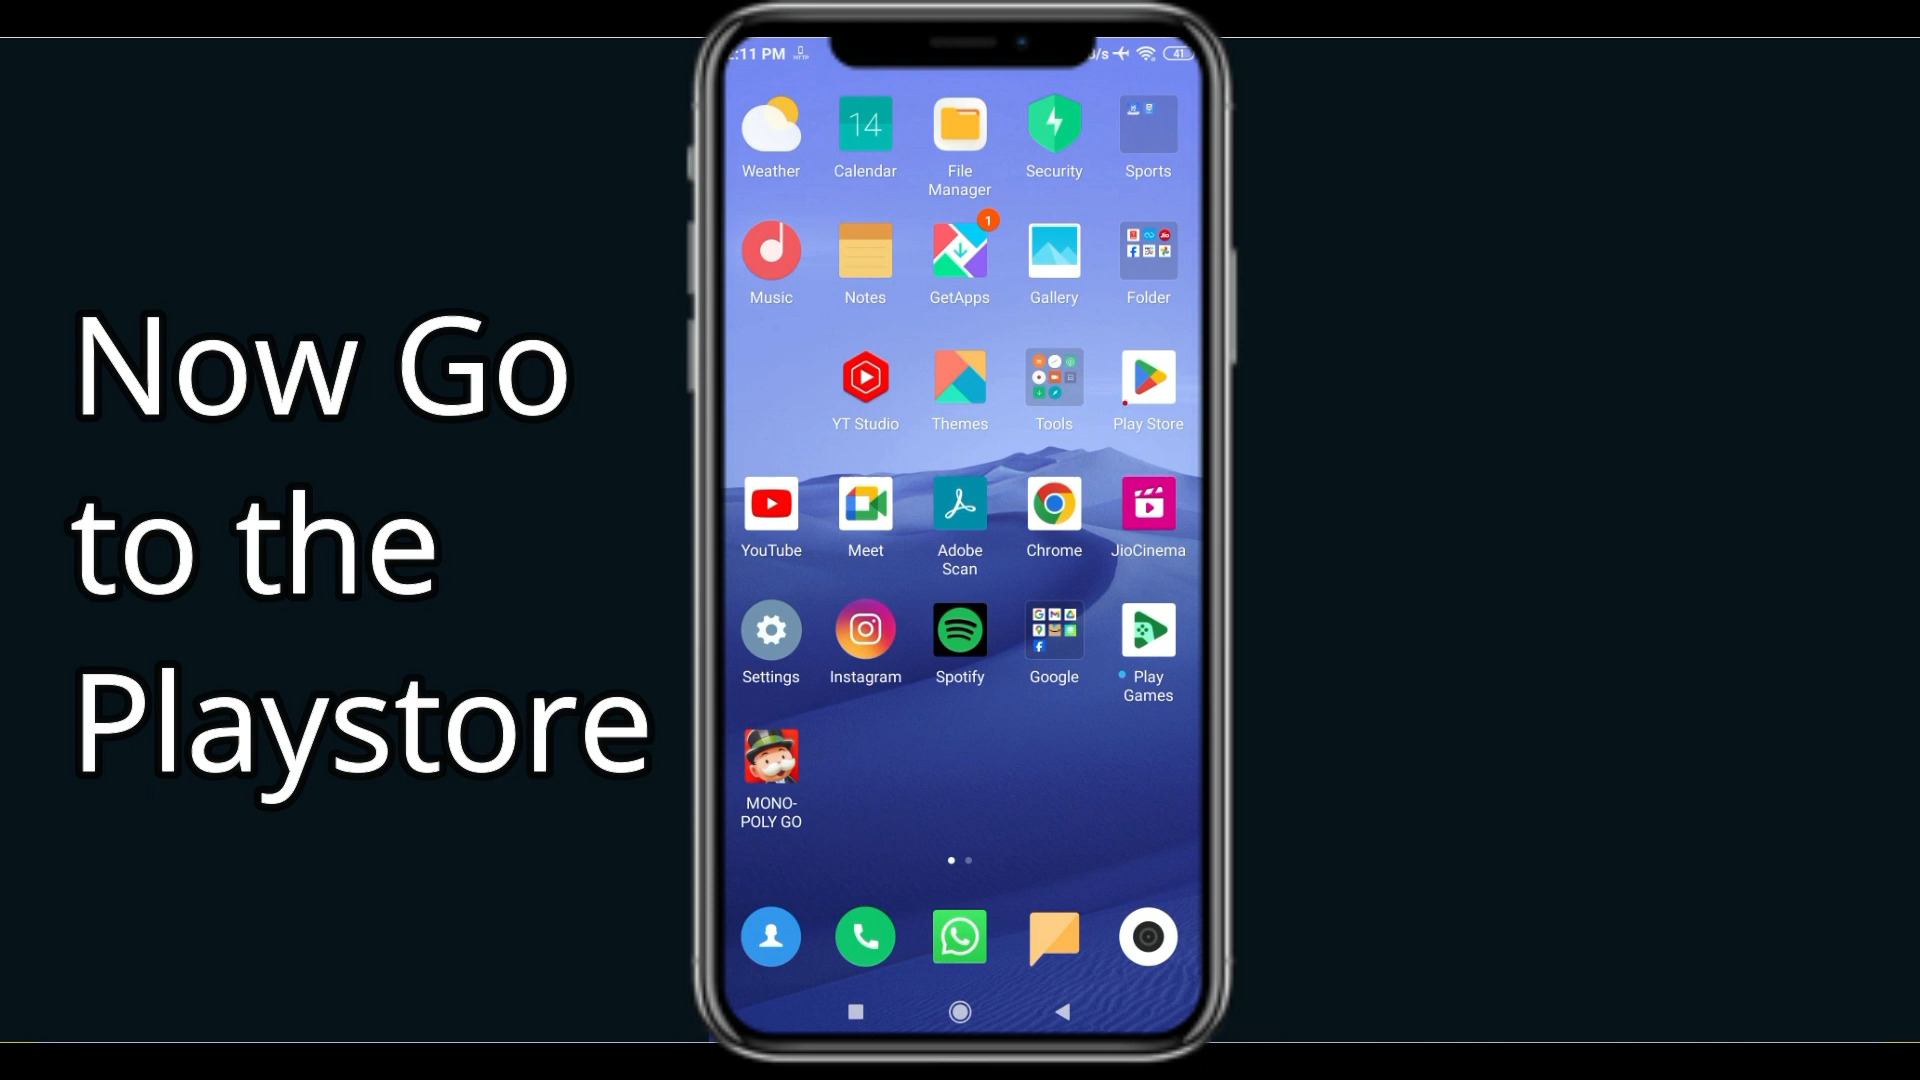 :11 PM
/s 41
14
Weather Calendar File Manager Security Sports
1
Music Notes GetApps Gallery Folder
YT Studio Themes Tools Play Store
YouTube Meet Adobe Scan Chrome JioCinema
Settings Instagram Spotify Google Play Games
MONO-
POLY GO
Now Go
to the
Playstore